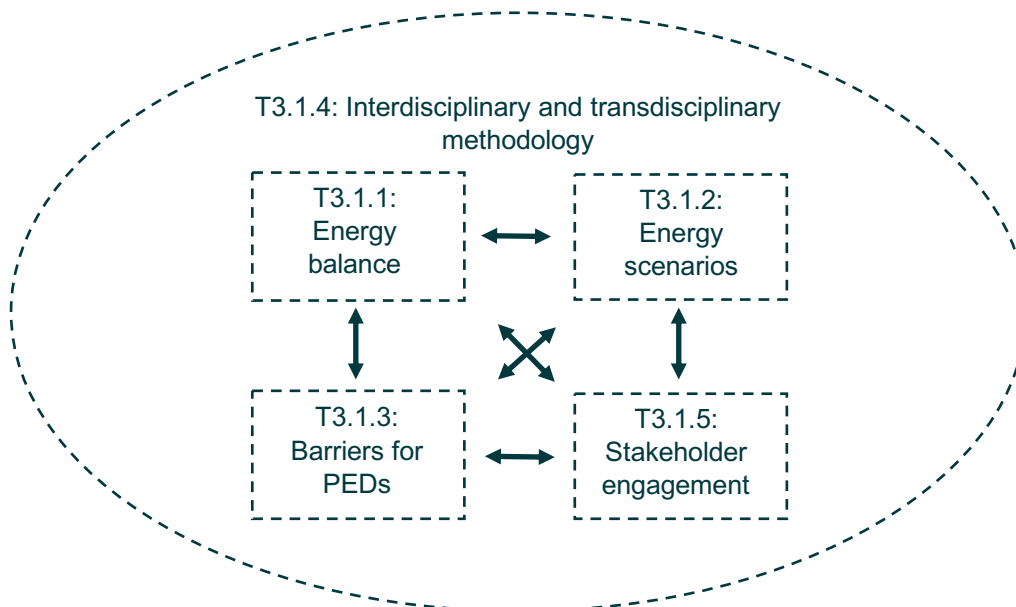 T3.1.4: Interdisciplinary and transdisciplinary
methodology
T3.1.1:
Energy
balance
T3.1.2:
Energy
scenarios
T3.1.3:
Barriers for
PEDs
T3.1.5:
Stakeholder
engagement